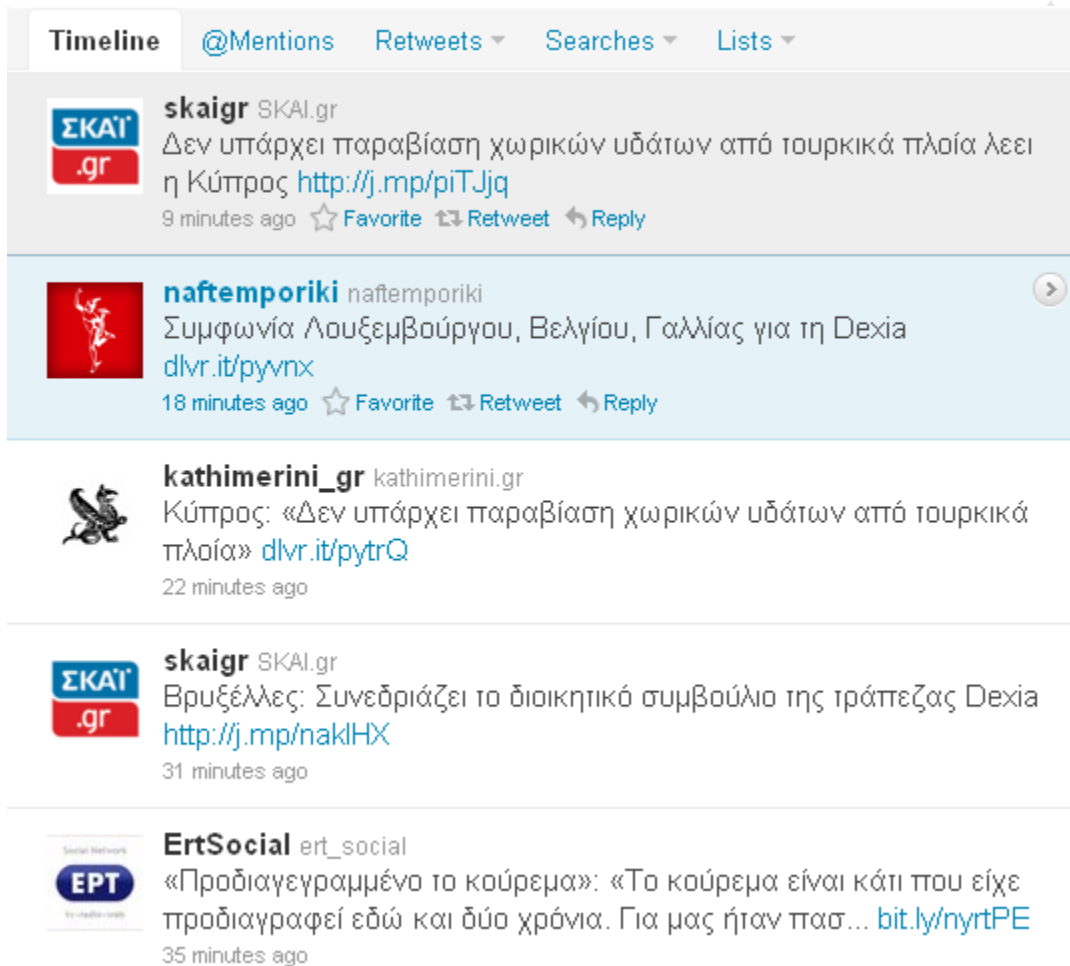 Timeline @Mentions Retweets Searches Lists
ΣΚΑΪ
.gr
skaigr SKAI.gr
Δεν υπάρχει παραβίαση χωρικών υδάτων από τουρκικά πλοία λεει
η Κύπρος http://j.mp/piTJjq
9 minutes ago Favorite Retweet Reply
naftemporiki naftemporiki
Συμφωνία Λουξεμβούργου, Βελγίου, Γαλλίας για τη Dexia
dlvr.it/pyvnx
18 minutes ago Favorite Retweet Reply
kathimerini_gr kathimerini.gr
Κύπρος: «Δεν υπάρχει παραβίαση χωρικών υδάτων από τουρκικά
πλοία» dlvr.it/pytrQ
22 minutes ago
ΣΚΑΪ
.gr
skaigr SKAI.gr
Βρυξέλλες: Συνεδριάζει το διοικητικό συμβούλιο της τράπεζας Dexia
http://j.mp/naklHX
31 minutes ago
Social Network
ΕΡΤ
ErtSocial ert_social
«Προδιαγεγραμμένο το κούρεμα»: «Το κούρεμα είναι κάτι που είχε
προδιαγραφεί εδώ και δύο χρόνια. Για μας ήταν πασ... bit.ly/nyrtPE
35 minutes ago